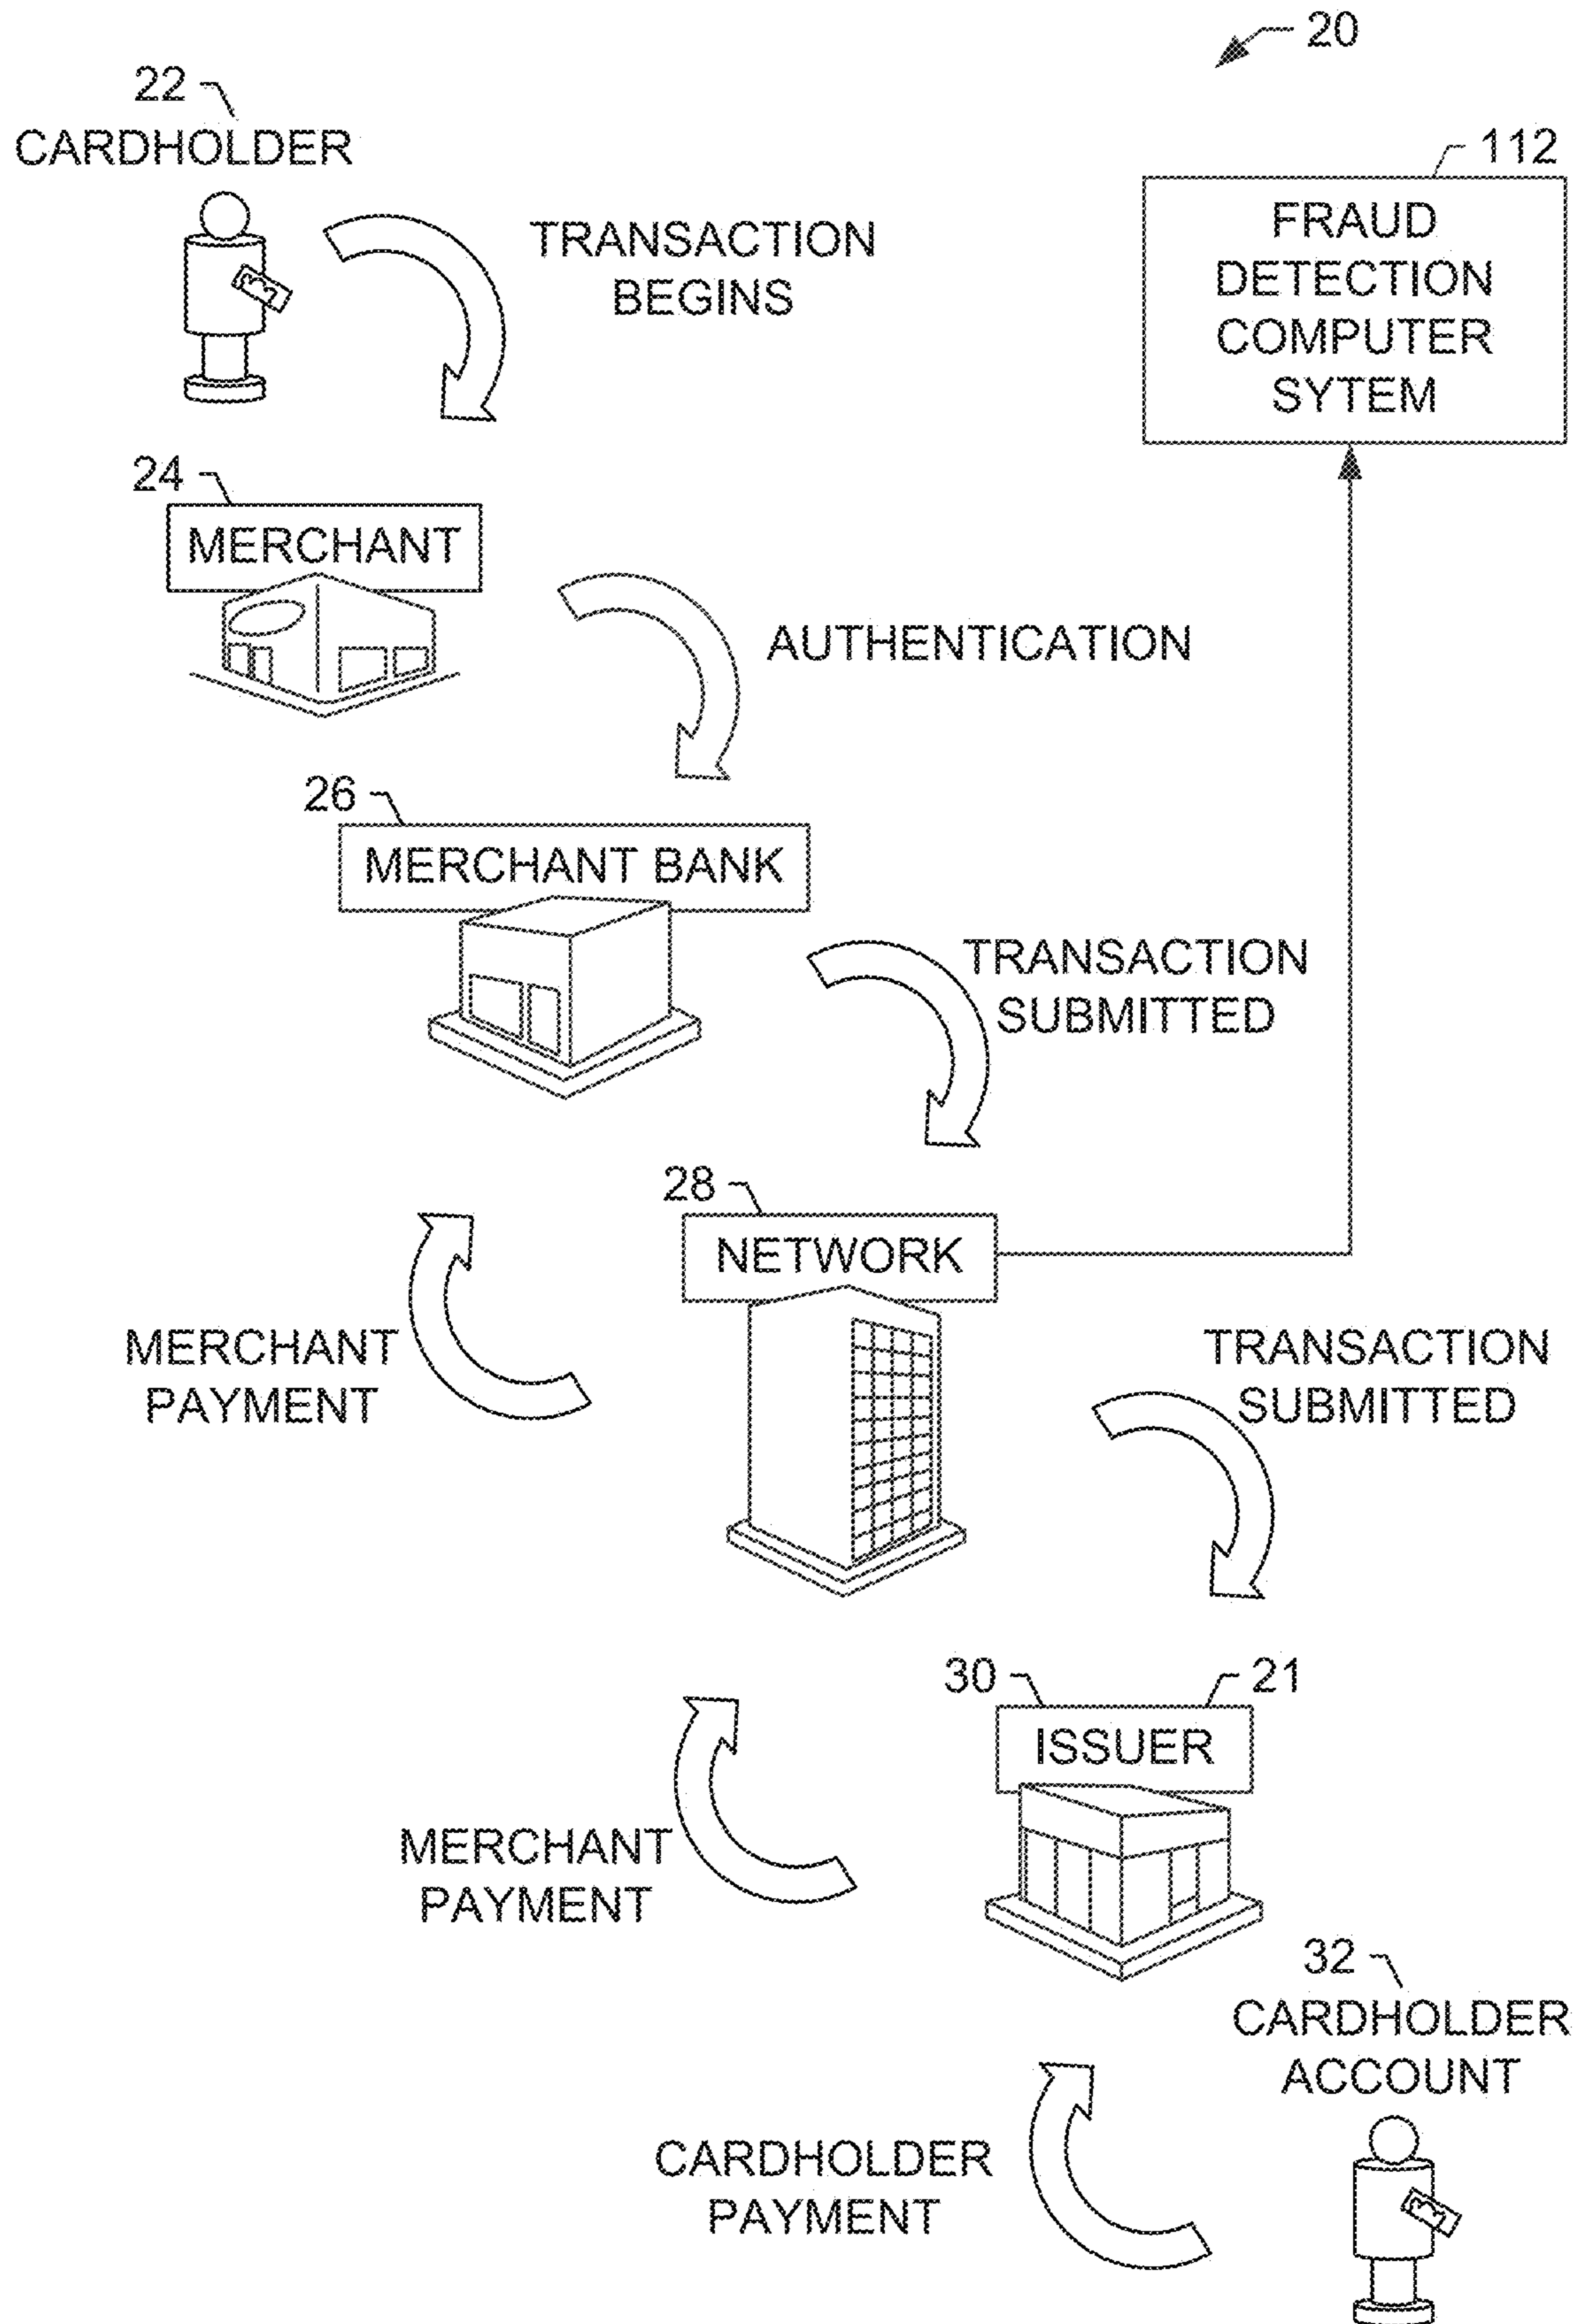 20
22
CARDHOLDER
112
FRAUD
DETECTION
COMPUTER
SYTEM
TRANSACTION
BEGINS
24
MERCHANT
AUTHENTICATION
26
MERCHANT BANK
TRANSACTION
SUBMITTED
28
NETWORK
MERCHANT
PAYMENT
TRANSACTION
SUBMITTED
30
21
ISSUER
MERCHANT
PAYMENT
32
CARDHOLDER
ACCOUNT
CARDHOLDER
PAYMENT